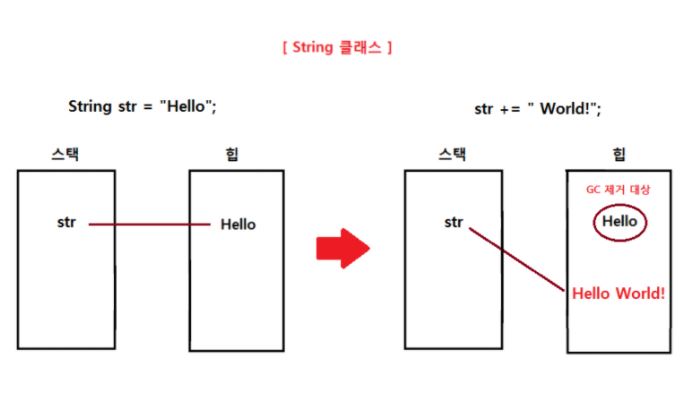 [ String 클래스 ]
String str = "Hello";
스택
힙
str
Hello
str += " World!";
스택
힙
GC 제거 대상
str
Hello
Hello World!